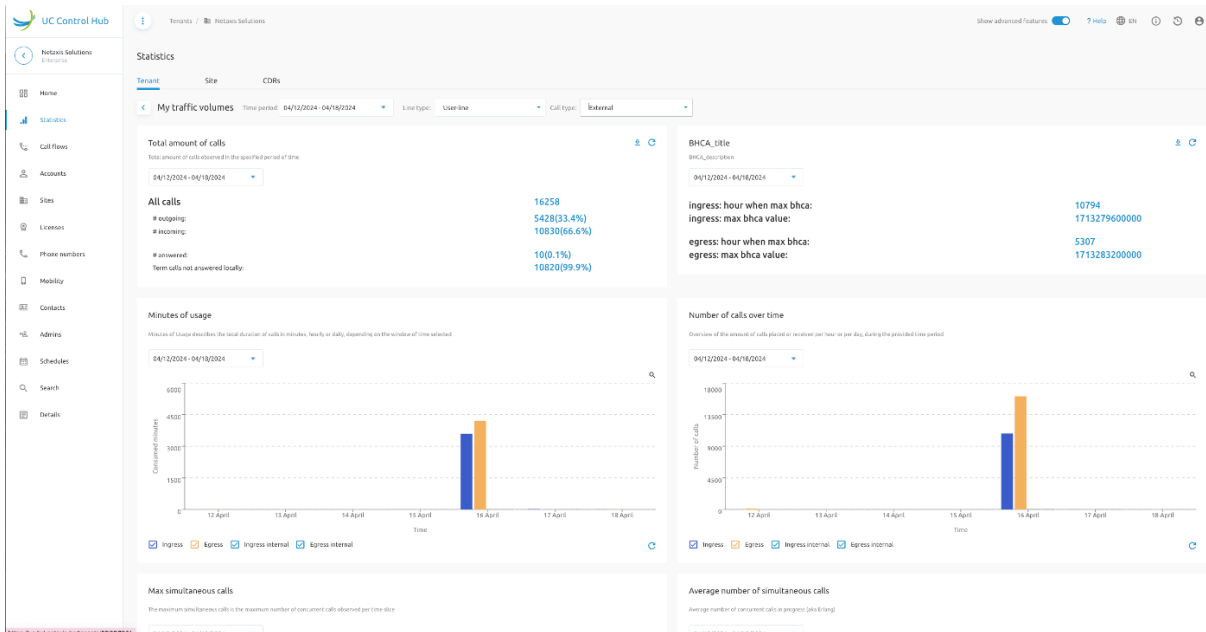 UC Control Hub
Tenants / Netaxis Solutions
Show advanced features
? Help
EN
Netaxis Solutions
Enterprise
Home
Statistics
Call flows
Accounts
Sites
Licenses
Phone numbers
Mobility
Contacts
Admins
Schedules
Search
Details
Statistics
Tenant
Site
CDRs
My traffic volumes
Time period: 04/12/2024 - 04/18/2024
Line type: User-line
Call type: External
Total amount of calls
Total amount of calls observed in the specified period of time.
04/12/2024 - 04/18/2024
All calls 16258
# outgoing: 5428(33.4%)
# incoming: 10830(66.6%)
# answered: 10(0.1%)
Term calls not answered locally: 10820(99.9%)
BHCA_title
BHCA_description
04/12/2024 - 04/18/2024
ingress: hour when max bhca: 10794
ingress: max bhca value: 1713279600000
egress: hour when max bhca: 5307
egress: max bhca value: 1713283200000
Minutes of usage
Minutes of Usage describes the total duration of calls in minutes, hourly or daily, depending on the window of time selected
04/12/2024 - 04/18/2024
Consumed minutes
6000
4500
3000
1500
0
12 April 13 April 14 April 15 April 16 April 17 April 18 April
Time
Ingress Egress Ingress internal Egress internal
Number of calls over time
Overview of the amount of calls placed or received per hour or per day, during the provided time period
04/12/2024 - 04/18/2024
Number of calls
18000
13500
9000
4500
0
12 April 13 April 14 April 15 April 16 April 17 April 18 April
Time
Ingress Egress Ingress internal Egress internal
Max simultaneous calls
The maximum simultaneous calls is the maximum number of concurrent calls observed per time slice
Average number of simultaneous calls
Average number of concurrent calls in progress (aka Erlang)